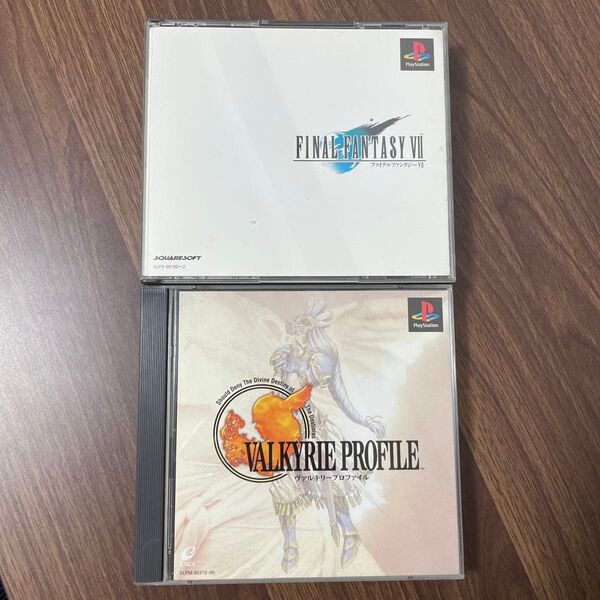 PlayStation
FINAL FANTASY VII
ファイナルファンタジーVII
SQUARESOFT
SLPS 00700~2
PlayStation
Should Deny The Divine Destiny of The Destinies
VALKYRIE PROFILE
ヴァルキリープロファイル
ENIX
SLPM 86379~80